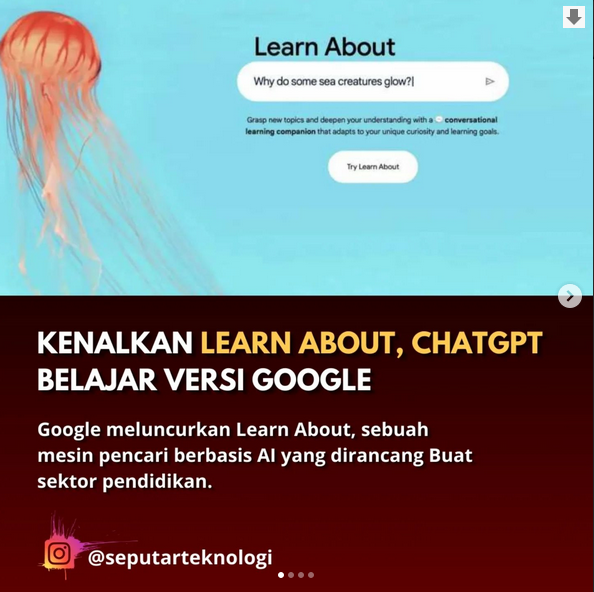 Learn About
Why do some sea creatures glow?
Grasp new topics and deepen your understanding with a conversational
learning companion that adapts to your unique curiosity and learning goals.
Try Learn About
KENALKAN LEARN ABOUT, CHATGPT
BELAJAR VERSI GOOGLE
Google meluncurkan Learn About, sebuah
mesin pencari berbasis AI yang dirancang Buat
sektor pendidikan.
@seputarteknologi